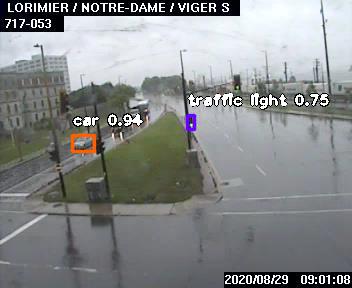 LORIMIER / NOTRE-DAME / VIGER S
717-053
traffic light 0.75
car 0.94
2020/08/29 09:01:08